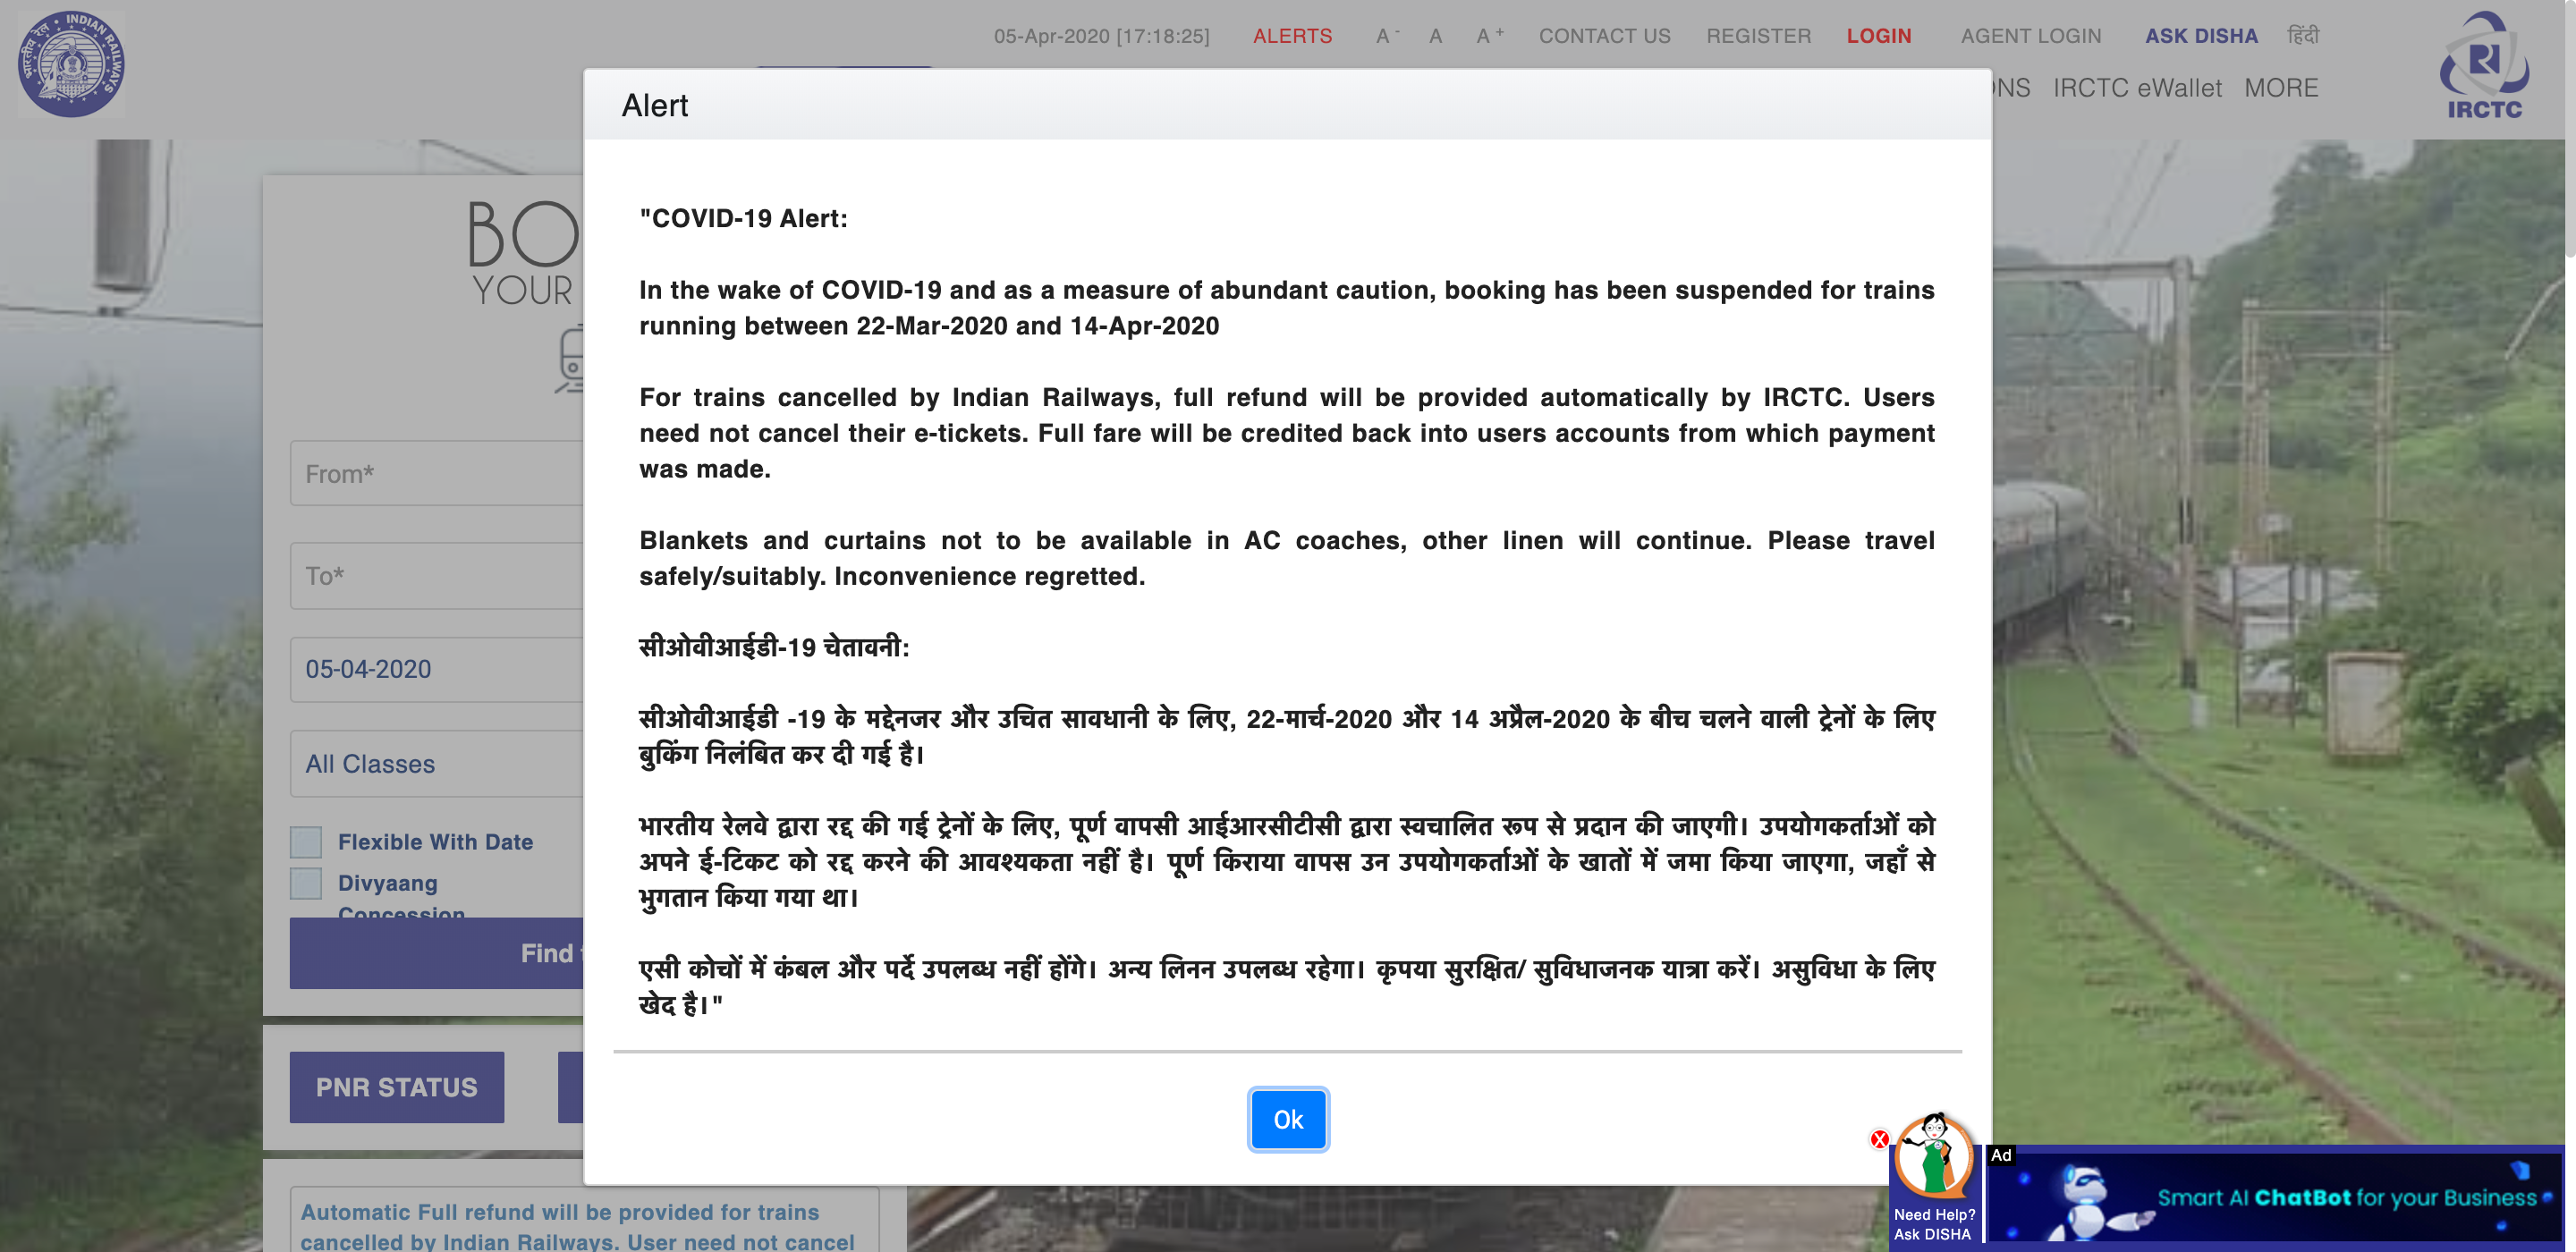 INDIAN RAILWAYS
भारतीय रेल
05-Apr-2020 [17:18:25]
ALERTS
A -
A
A +
CONTACT US
REGISTER
LOGIN
AGENT LOGIN
ASK DISHA
हिंदी
IRCTC eWallet
MORE
IRCTC
BO
YOUR
From*
To*
05-04-2020
All Classes
Flexible With Date
Divyaang
Concession
Find
PNR STATUS
Automatic Full refund will be provided for trains
cancelled by Indian Railways. User need not cancel
Alert
"COVID-19 Alert:
In the wake of COVID-19 and as a measure of abundant caution, booking has been suspended for trains
running between 22-Mar-2020 and 14-Apr-2020
For trains cancelled by Indian Railways, full refund will be provided automatically by IRCTC. Users
need not cancel their e-tickets. Full fare will be credited back into users accounts from which payment
was made.
Blankets and curtains not to be available in AC coaches, other linen will continue. Please travel
safely/suitably. Inconvenience regretted.
सीओवीआईडी-19 चेतावनी:
सीओवीआईडी -19 के मद्देनजर और उचित सावधानी के लिए, 22-मार्च-2020 और 14 अप्रैल-2020 के बीच चलने वाली ट्रेनों के लिए
बुकिंग निलंबित कर दी गई है।
भारतीय रेलवे द्वारा रद्द की गई ट्रेनों के लिए, पूर्ण वापसी आईआरसीटीसी द्वारा स्वचालित रूप से प्रदान की जाएगी। उपयोगकर्ताओं को
अपने ई-टिकट को रद्द करने की आवश्यकता नहीं है। पूर्ण किराया वापस उन उपयोगकर्ताओं के खातों में जमा किया जाएगा, जहाँ से
भुगतान किया गया था।
एसी कोचों में कंबल और पर्दे उपलब्ध नहीं होंगे। अन्य लिनन उपलब्ध रहेगा। कृपया सुरक्षित/ सुविधाजनक यात्रा करें। असुविधा के लिए
खेद है।"
Ok
X
Need Help?
Ask DISHA
Ad
Smart AI ChatBot for your Business